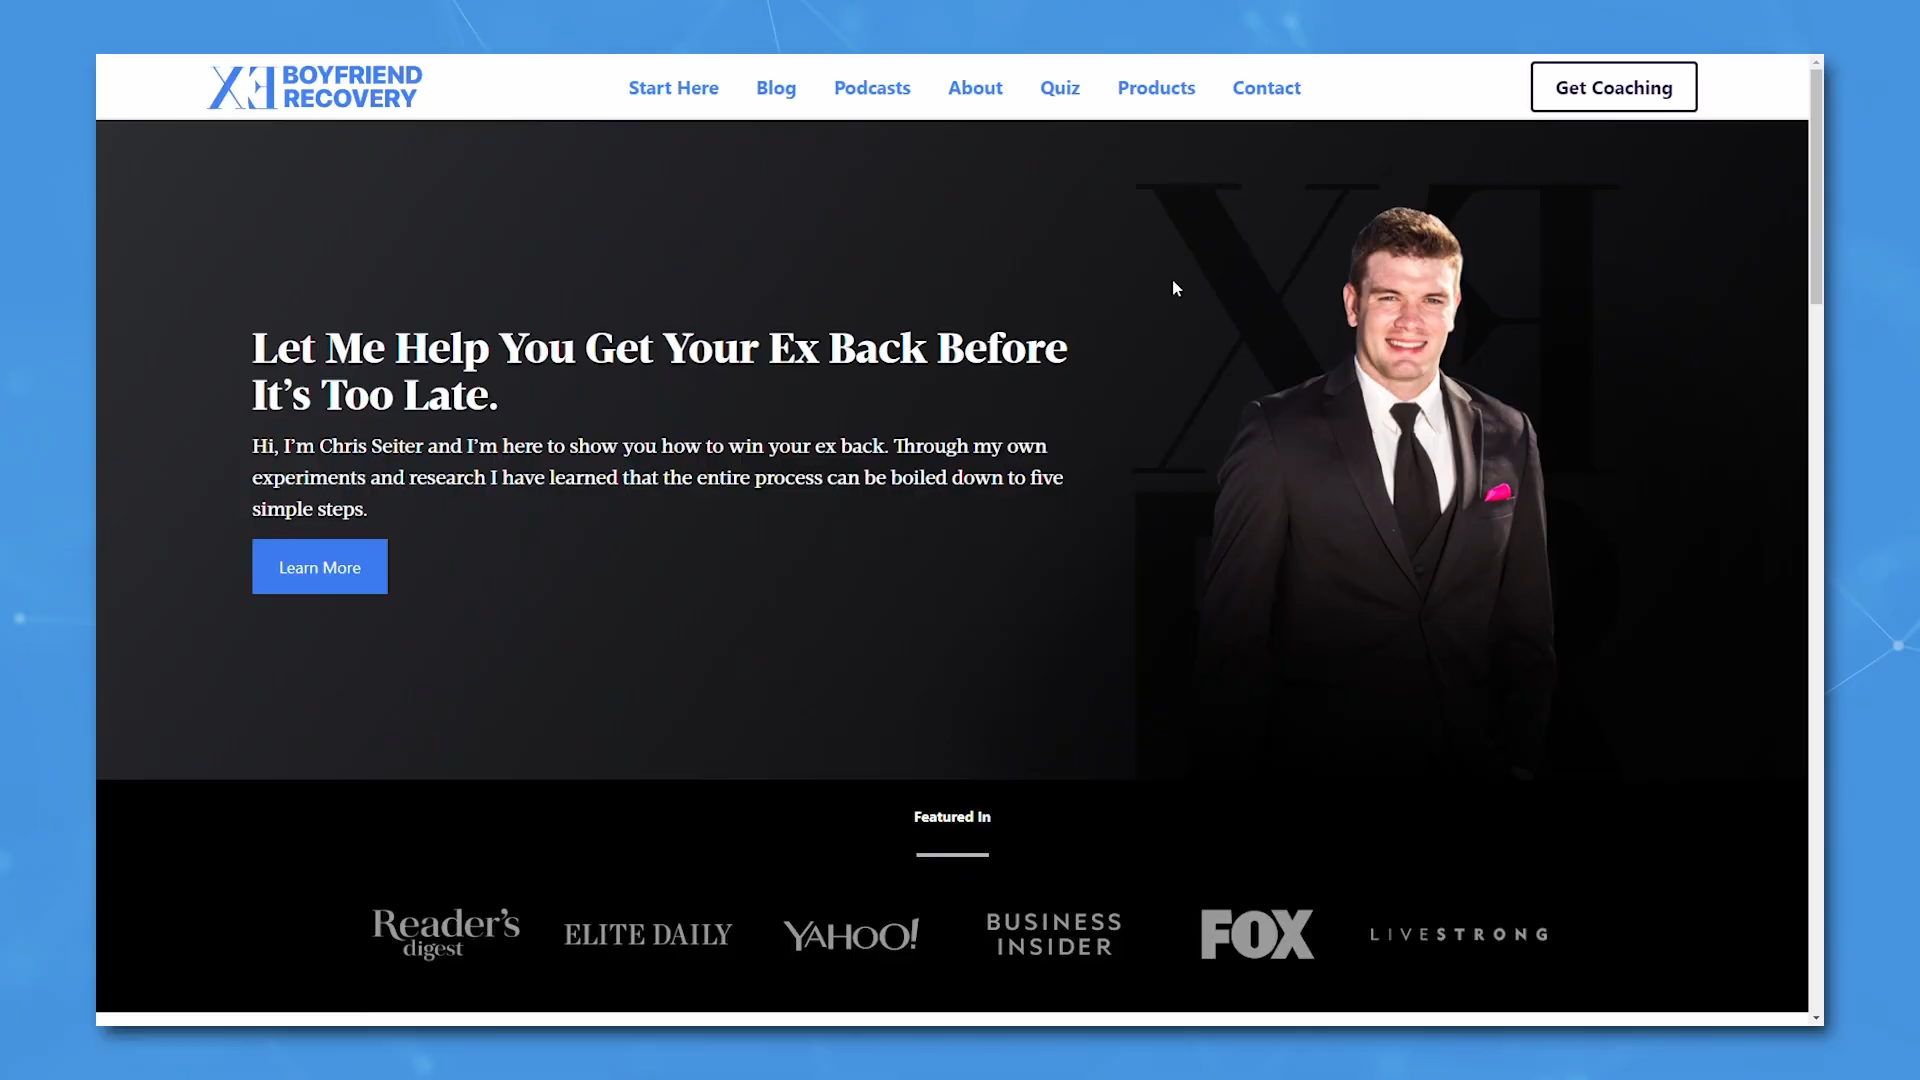 EX BOYFRIEND
RECOVERY
Start Here Blog Podcasts About Quiz Products Contact
Get Coaching
Let Me Help You Get Your Ex Back Before
It’s Too Late.
Hi, I’m Chris Seiter and I’m here to show you how to win your ex back. Through my own
experiments and research I have learned that the entire process can be boiled down to five
simple steps.
Learn More
Featured In
Reader’s
digest
ELITE DAILY
YAHOO!
BUSINESS
INSIDER
FOX
LIVESTRONG